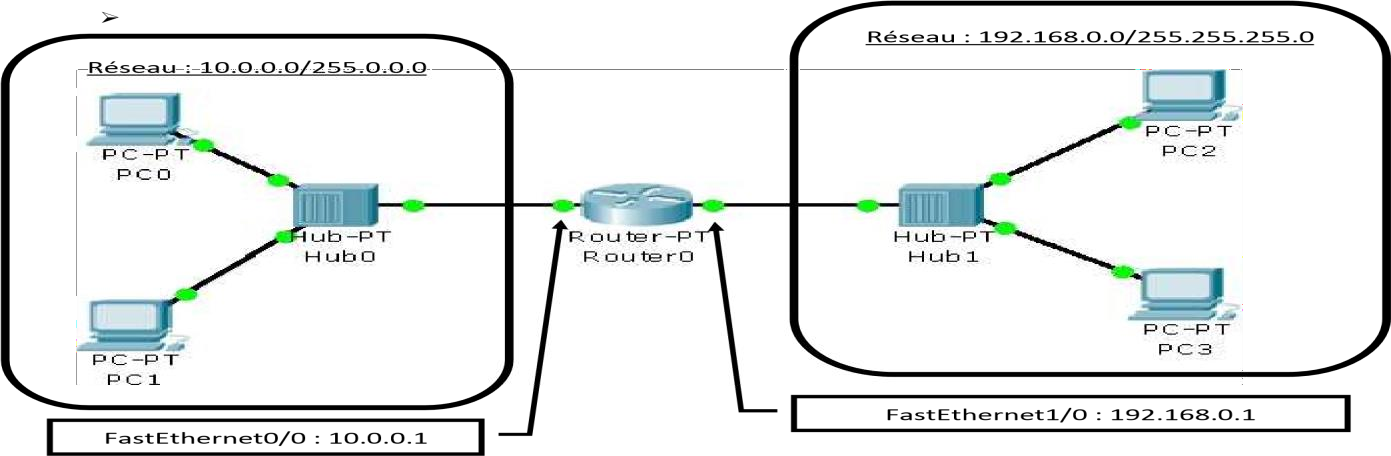 Réseau : 10.0.0.0/255.0.0.0
PC-PT
PC0
PC-PT
PC1
Hub-PT
Hub0
FastEthernet0/0 : 10.0.0.1
Router-PT
Router0
Réseau : 192.168.0.0/255.255.255.0
Hub-PT
Hub1
PC-PT
PC2
PC-PT
PC3
FastEthernet1/0 : 192.168.0.1